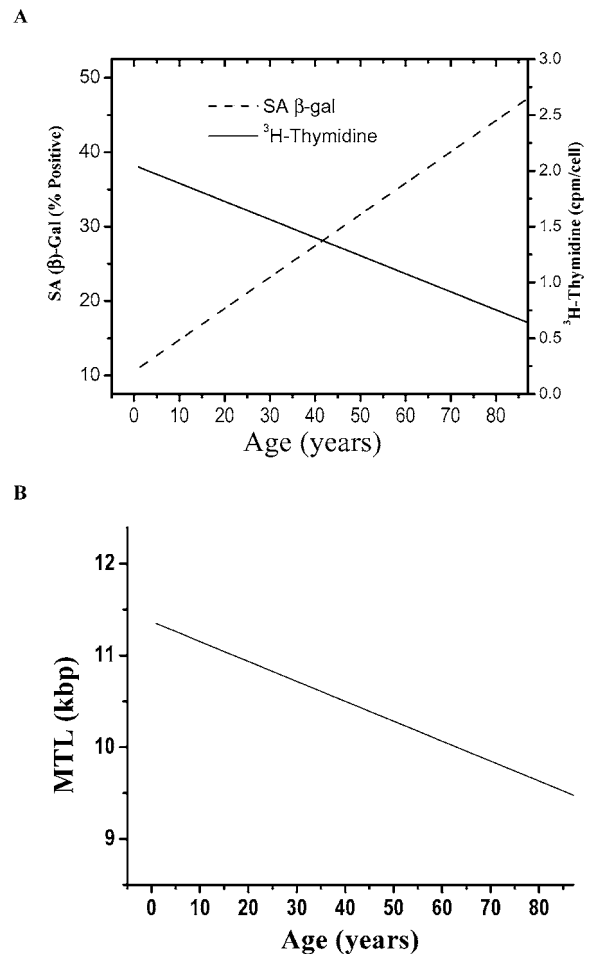 A
SA β-gal
³H-Thymidine
50
40
30
20
10
SA (β)-Gal (% Positive)
3.0
2.5
2.0
1.5
1.0
0.5
0.0
³H-Thymidine (cpm/cell)
0 10 20 30 40 50 60 70 80
Age (years)
B
12
11
10
9
MTL (kbp)
0 10 20 30 40 50 60 70 80
Age (years)